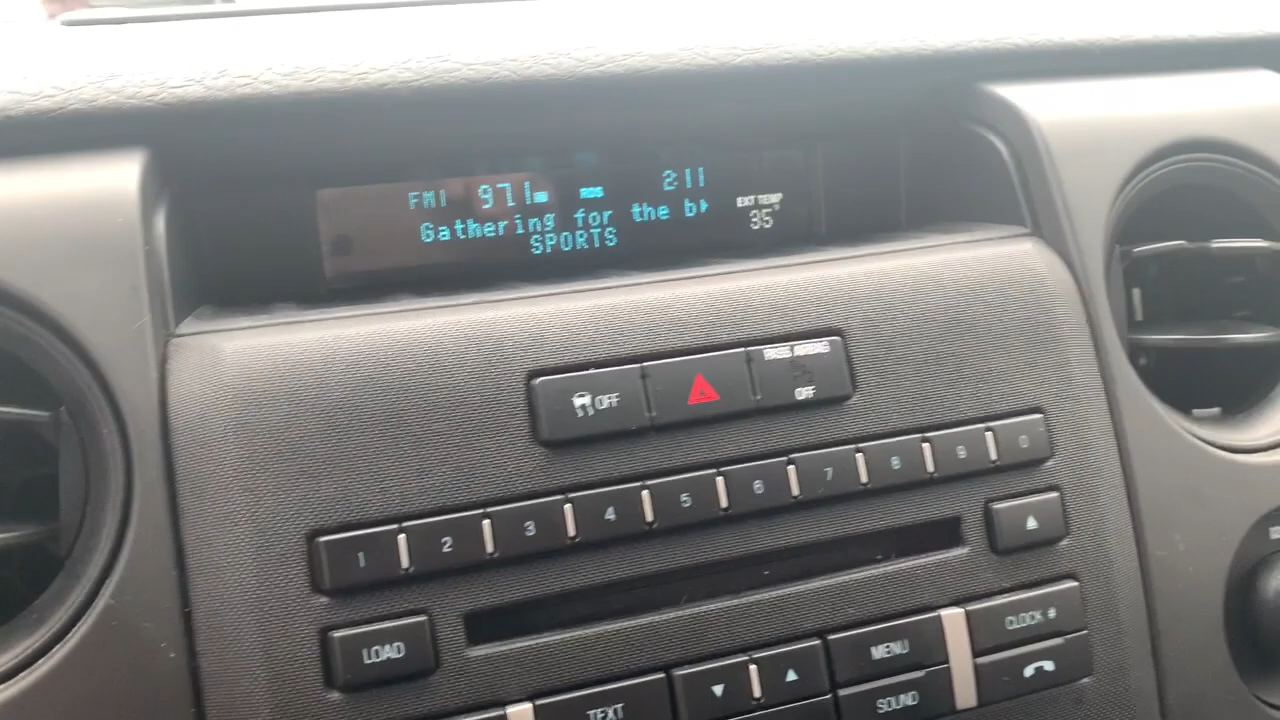 FM1 97.1 RDS 2:11
Gathering for the b
SPORTS
EXT TEMP
35°
OFF
PASS AIRBAG
OFF
1 2 3 4 5 6 7 8 9 0
LOAD
MENU
CLOCK #
TEXT
SOUND